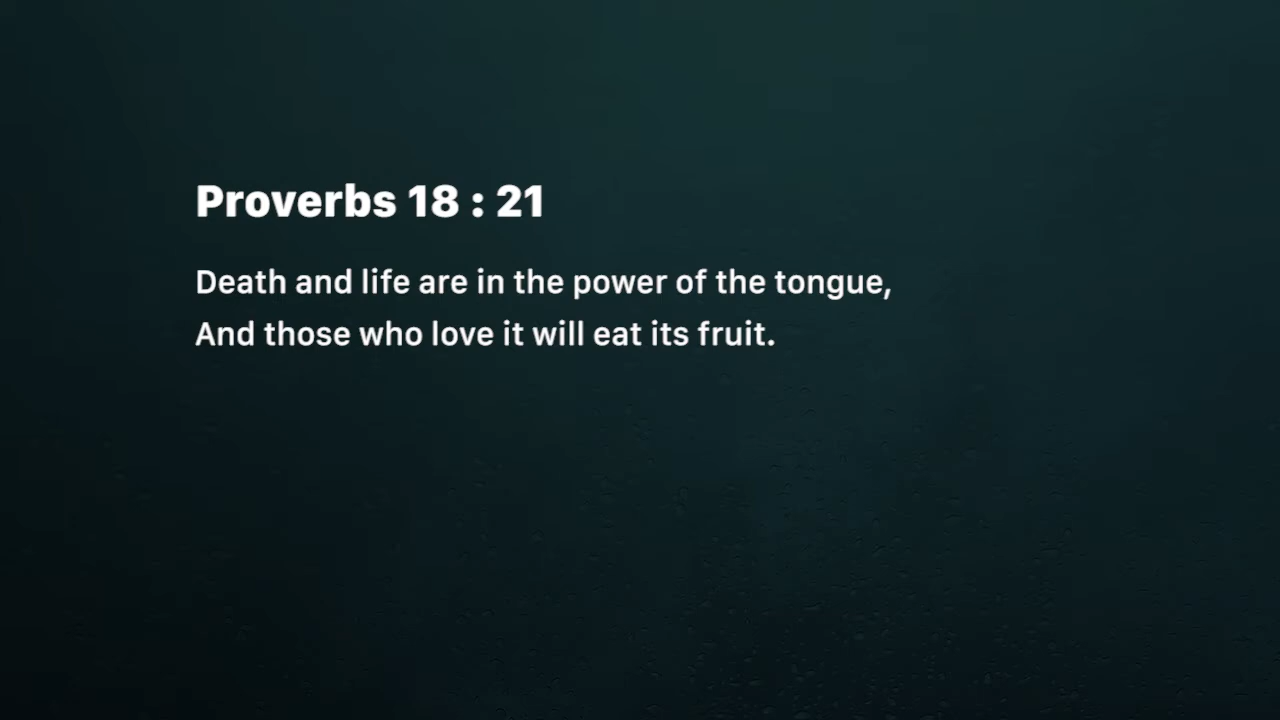 Proverbs 18 : 21
Death and life are in the power of the tongue,
And those who love it will eat its fruit.